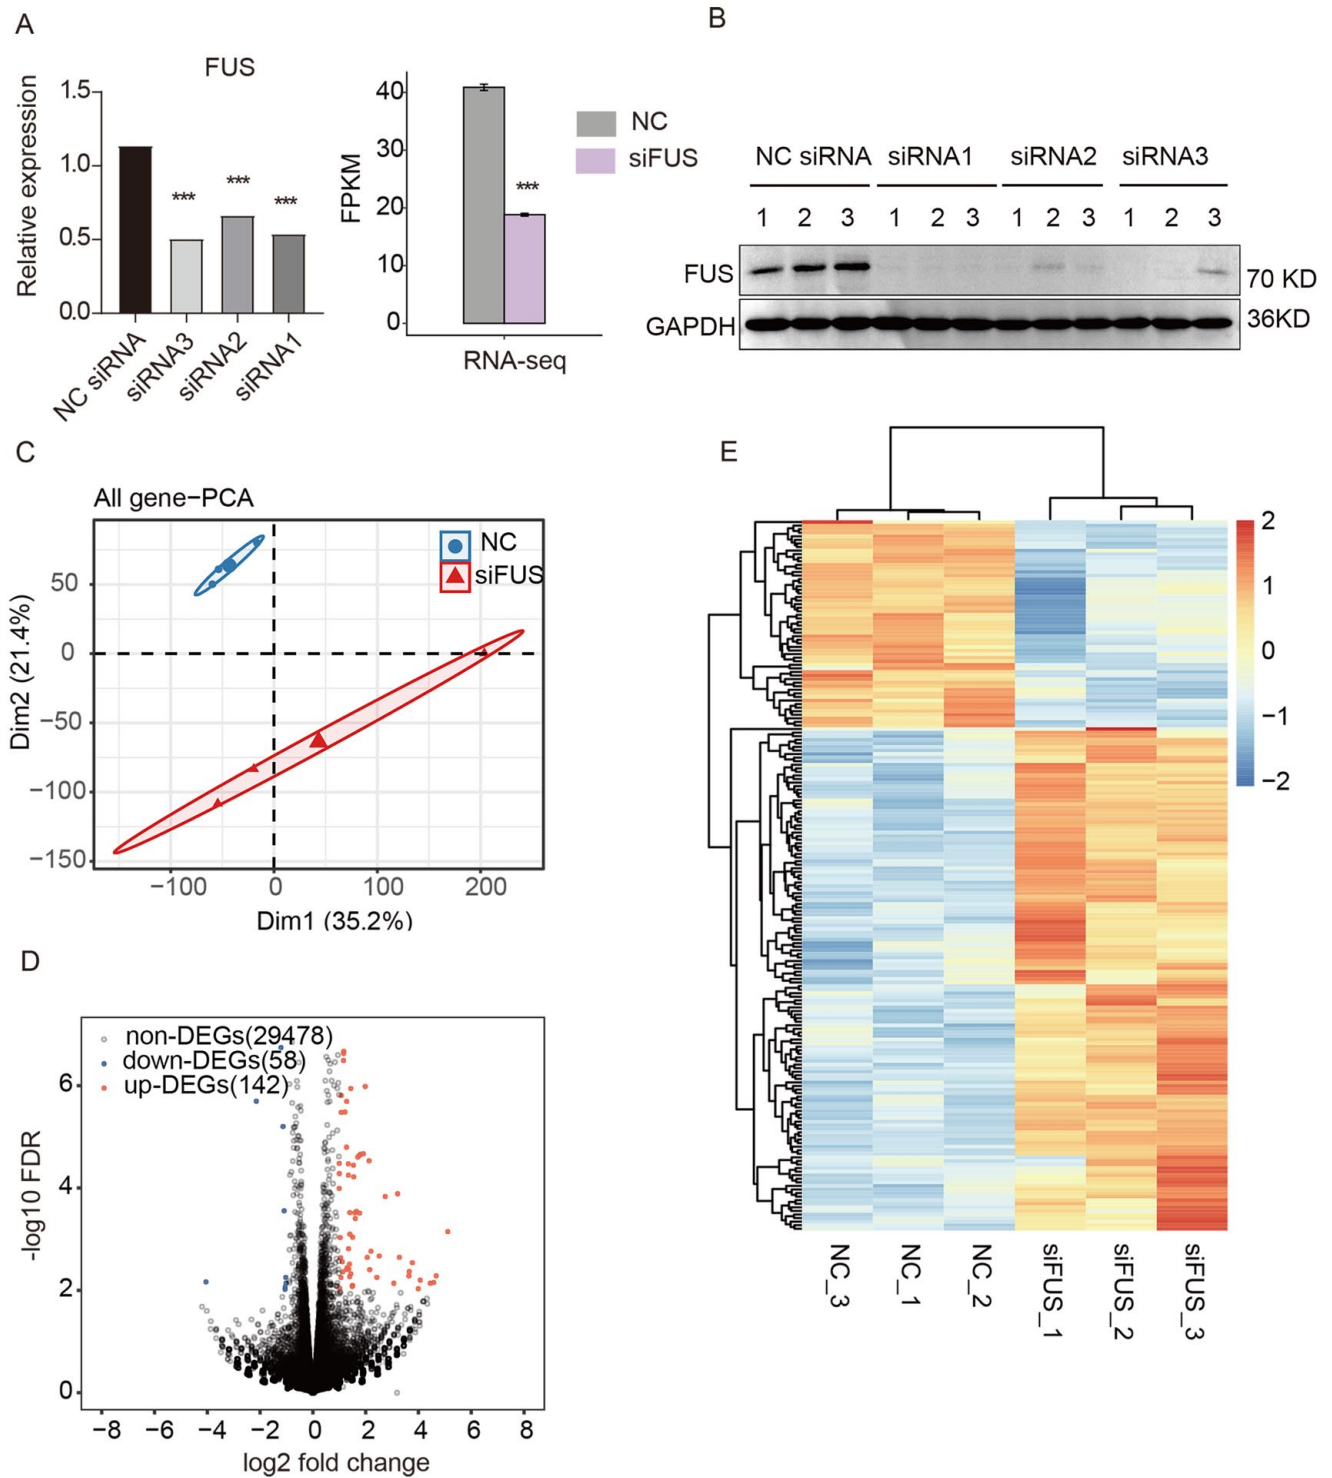 A
FUS
Relative expression
1.5
1.0
0.5
0.0
***
***
***
NC siRNA
siRNA3
siRNA2
siRNA1
FPKM
40
30
20
10
0
***
RNA-seq
NC
siFUS
B
NC siRNA siRNA1 siRNA2 siRNA3
1 2 3 1 2 3 1 2 3 1 2 3
FUS 70 KD
GAPDH 36KD
C
All gene−PCA
NC
siFUS
Dim2 (21.4%)
50
0
−50
−100
−150
−100 0 100 200
Dim1 (35.2%)
D
non-DEGs(29478)
down-DEGs(58)
up-DEGs(142)
-log10 FDR
6
4
2
0
−8 −6 −4 −2 0 2 4 6 8
log2 fold change
E
2
1
0
−1
−2
NC_3
NC_1
NC_2
siFUS_1
siFUS_2
siFUS_3